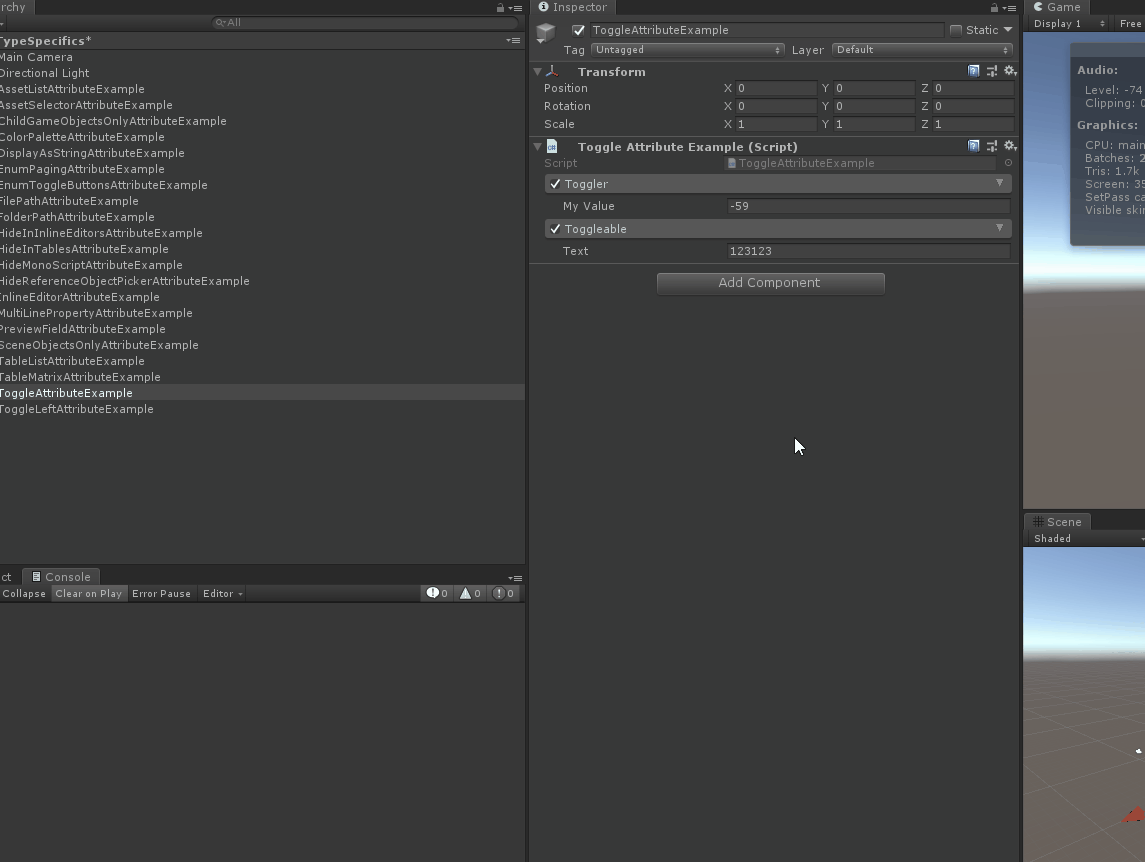 rchy
All
TypeSpecifics*
Main Camera
Directional Light
AssetListAttributeExample
AssetSelectorAttributeExample
ChildGameObjectsOnlyAttributeExample
ColorPaletteAttributeExample
DisplayAsStringAttributeExample
EnumPagingAttributeExample
EnumToggleButtonsAttributeExample
FilePathAttributeExample
FolderPathAttributeExample
HideInInlineEditorsAttributeExample
HideInTablesAttributeExample
HideMonoScriptAttributeExample
HideReferenceObjectPickerAttributeExample
InlineEditorAttributeExample
MultiLinePropertyAttributeExample
PreviewFieldAttributeExample
SceneObjectsOnlyAttributeExample
TableListAttributeExample
TableMatrixAttributeExample
ToggleAttributeExample
ToggleLeftAttributeExample
ct Console
Collapse Clear on Play Error Pause Editor 0 0 0
Inspector
ToggleAttributeExample Static
Tag Untagged Layer Default
Transform
Position X 0 Y 0 Z 0
Rotation X 0 Y 0 Z 0
Scale X 1 Y 1 Z 1
Toggle Attribute Example (Script)
Script ToggleAttributeExample
Toggler
My Value -59
Toggleable
Text 123123
Add Component
Game
Display 1 Free
Audio:
Level: -74
Clipping: 0
Graphics:
CPU: main
Batches: 2
Tris: 1.7k
Screen: 35
SetPass ca
Visible skin
Scene
Shaded